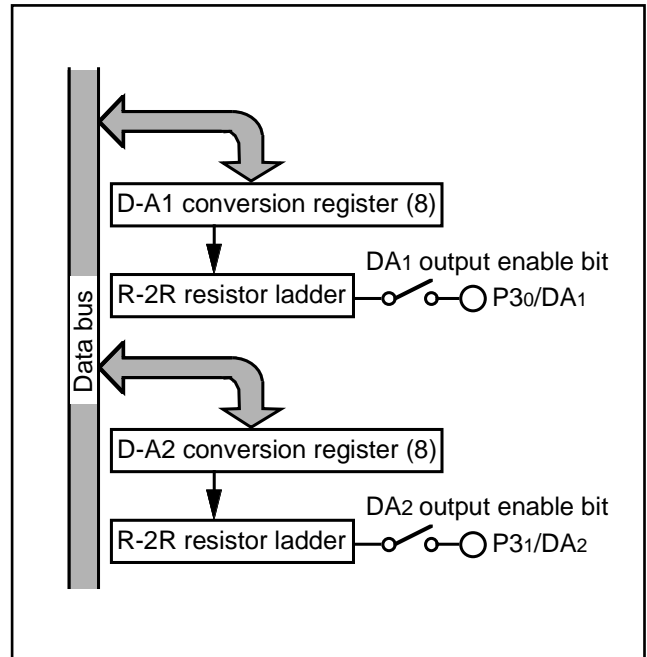 Data bus
D-A1 conversion register (8)
DA1 output enable bit
R-2R resistor ladder
P30/DA1
D-A2 conversion register (8)
DA2 output enable bit
R-2R resistor ladder
P31/DA2